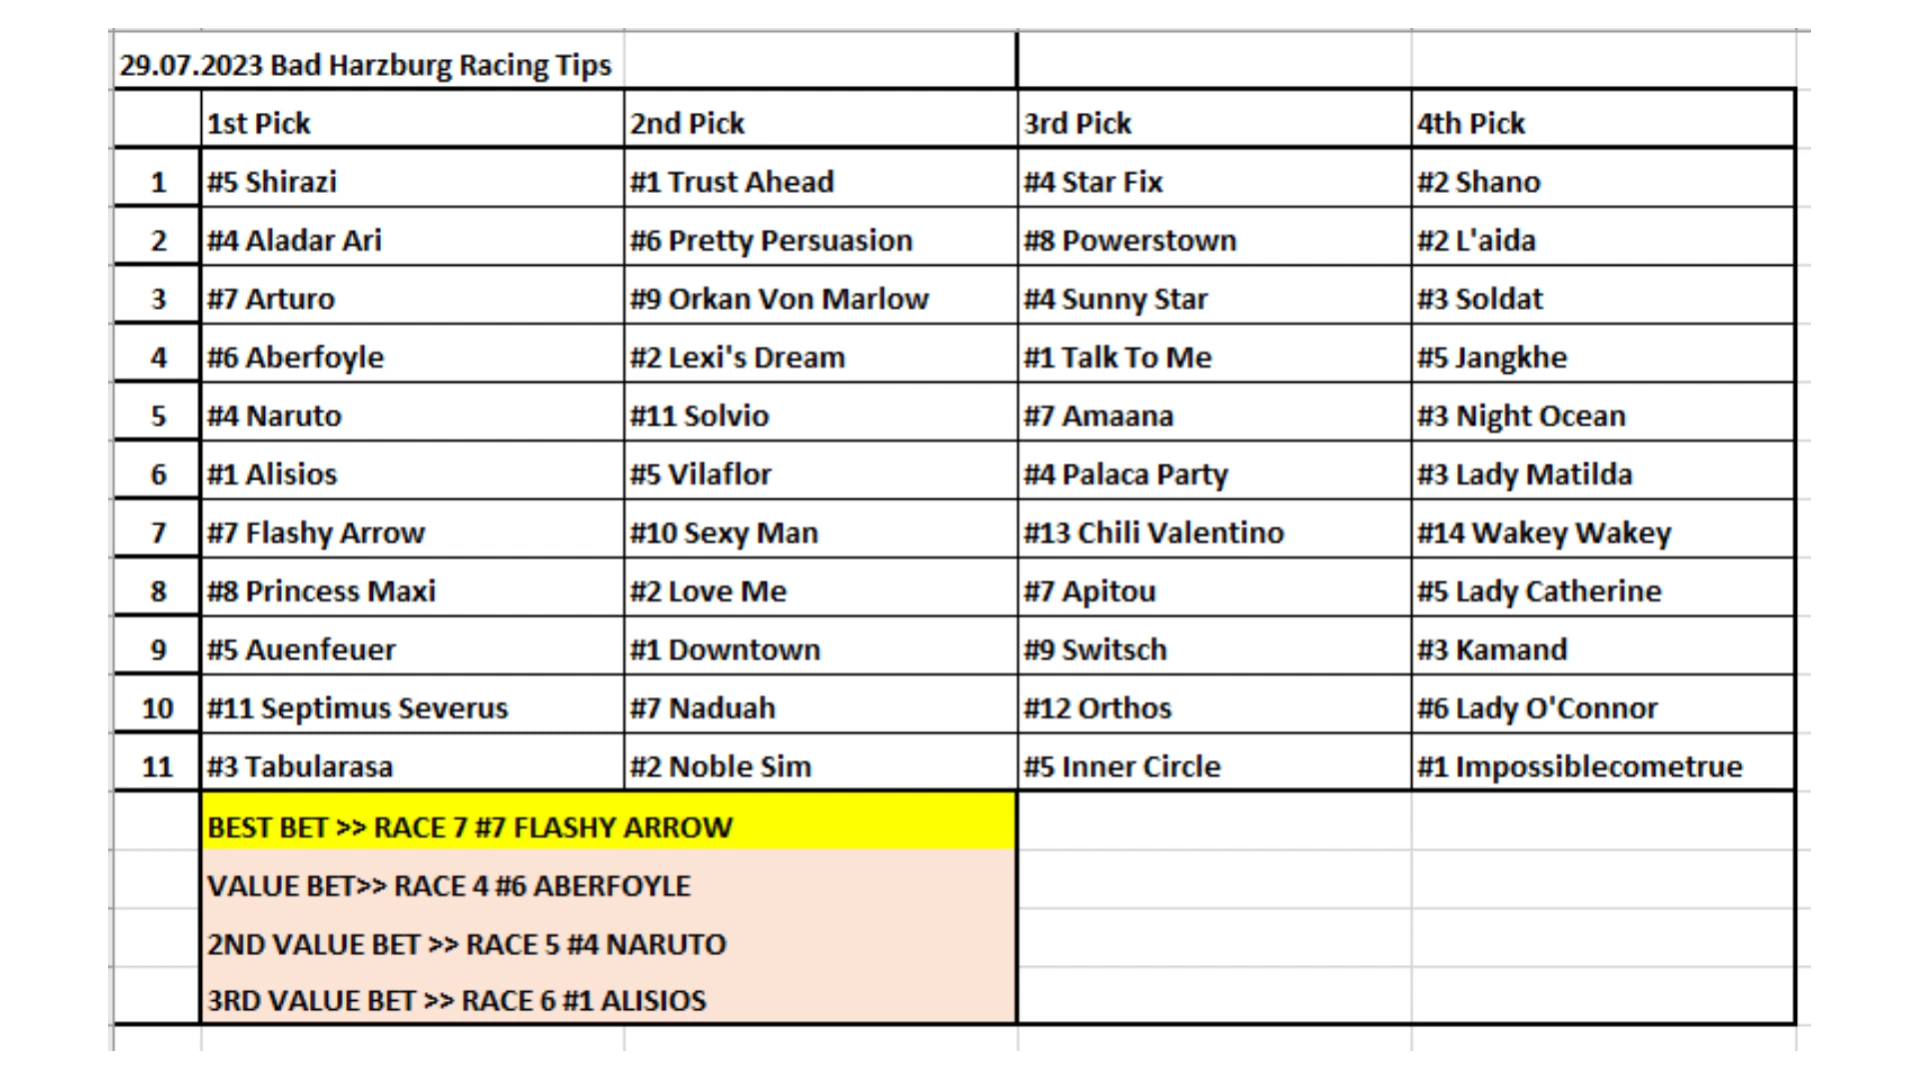 29.07.2023 Bad Harzburg Racing Tips
1st Pick 2nd Pick 3rd Pick 4th Pick
1 #5 Shirazi #1 Trust Ahead #4 Star Fix #2 Shano
2 #4 Aladar Ari #6 Pretty Persuasion #8 Powerstown #2 L'aida
3 #7 Arturo #9 Orkan Von Marlow #4 Sunny Star #3 Soldat
4 #6 Aberfoyle #2 Lexi's Dream #1 Talk To Me #5 Jangkhe
5 #4 Naruto #11 Solvio #7 Amaana #3 Night Ocean
6 #1 Alisios #5 Vilaflor #4 Palaca Party #3 Lady Matilda
7 #7 Flashy Arrow #10 Sexy Man #13 Chili Valentino #14 Wakey Wakey
8 #8 Princess Maxi #2 Love Me #7 Apitou #5 Lady Catherine
9 #5 Auenfeuer #1 Downtown #9 Switsch #3 Kamand
10 #11 Septimus Severus #7 Naduah #12 Orthos #6 Lady O'Connor
11 #3 Tabularasa #2 Noble Sim #5 Inner Circle #1 Impossiblecometrue
BEST BET >> RACE 7 #7 FLASHY ARROW
VALUE BET>> RACE 4 #6 ABERFOYLE
2ND VALUE BET >> RACE 5 #4 NARUTO
3RD VALUE BET >> RACE 6 #1 ALISIOS